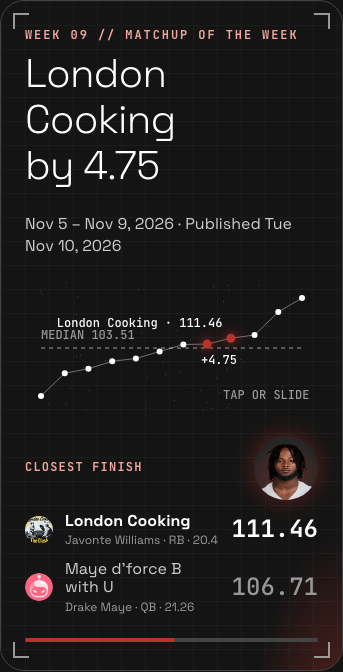 WEEK 09 // MATCHUP OF THE WEEK
London
Cooking
by 4.75
Nov 5 – Nov 9, 2026 · Published Tue
Nov 10, 2026
London Cooking · 111.46
MEDIAN 103.51
+4.75
TAP OR SLIDE
CLOSEST FINISH
London Cooking
Javonte Williams · RB · 20.4
111.46
Maye d'force B
with U
Drake Maye · QB · 21.26
106.71